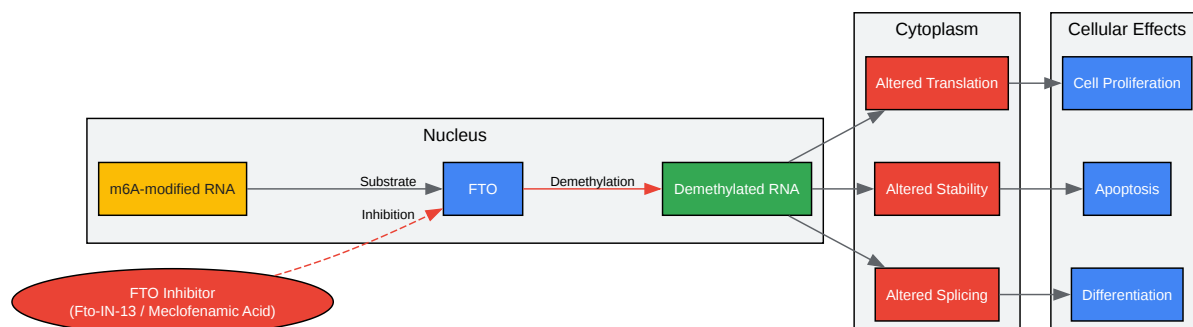 Cytoplasm
Cellular Effects
Altered Translation
Cell Proliferation
Nucleus
m6A-modified RNA
Substrate
FTO
Demethylation
Demethylated RNA
Altered Stability
Apoptosis
Inhibition
FTO Inhibitor
(Fto-IN-13 / Meclofenamic Acid)
Altered Splicing
Differentiation